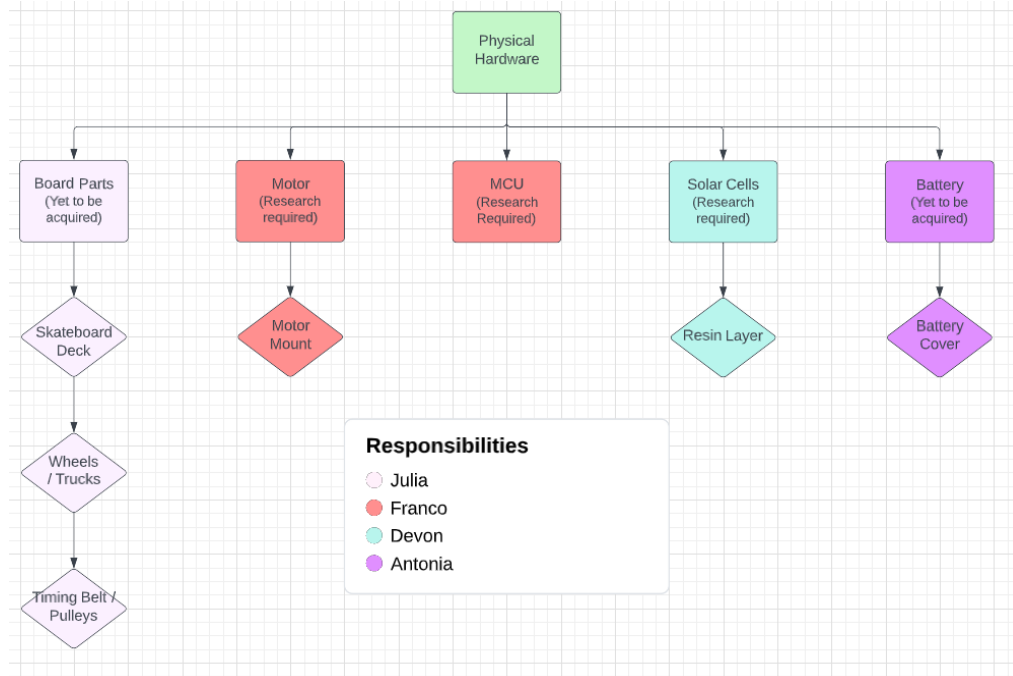 Physical
Hardware
Board Parts
(Yet to be
acquired)
Motor
(Research
required)
MCU
(Research
Required)
Solar Cells
(Research
required)
Battery
(Yet to be
acquired)
Skateboard
Deck
Motor
Mount
Resin Layer
Battery
Cover
Wheels
/ Trucks
Timing Belt /
Pulleys
Responsibilities
Julia
Franco
Devon
Antonia